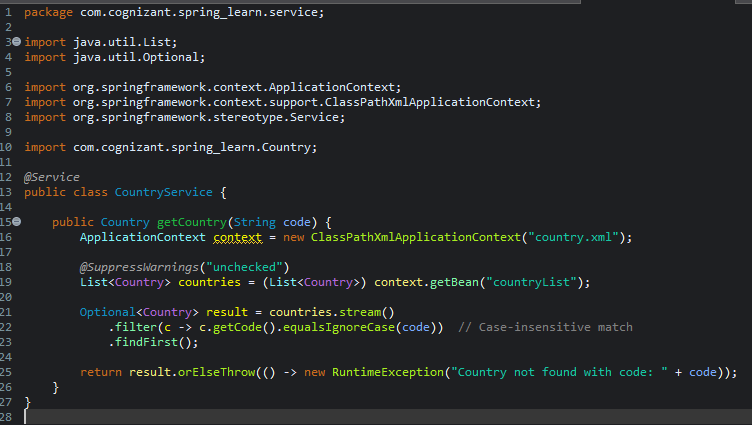 1 package com.cognizant.spring_learn.service;
2
3 import java.util.List;
4 import java.util.Optional;
5
6 import org.springframework.context.ApplicationContext;
7 import org.springframework.context.support.ClassPathXmlApplicationContext;
8 import org.springframework.stereotype.Service;
9
10 import com.cognizant.spring_learn.Country;
11
12 @Service
13 public class CountryService {
14
15     public Country getCountry(String code) {
16         ApplicationContext context = new ClassPathXmlApplicationContext("country.xml");
17
18         @SuppressWarnings("unchecked")
19         List<Country> countries = (List<Country>) context.getBean("countryList");
20
21         Optional<Country> result = countries.stream()
22             .filter(c -> c.getCode().equalsIgnoreCase(code))  // Case-insensitive match
23             .findFirst();
24
25         return result.orElseThrow(() -> new RuntimeException("Country not found with code: " + code));
26     }
27 }
28